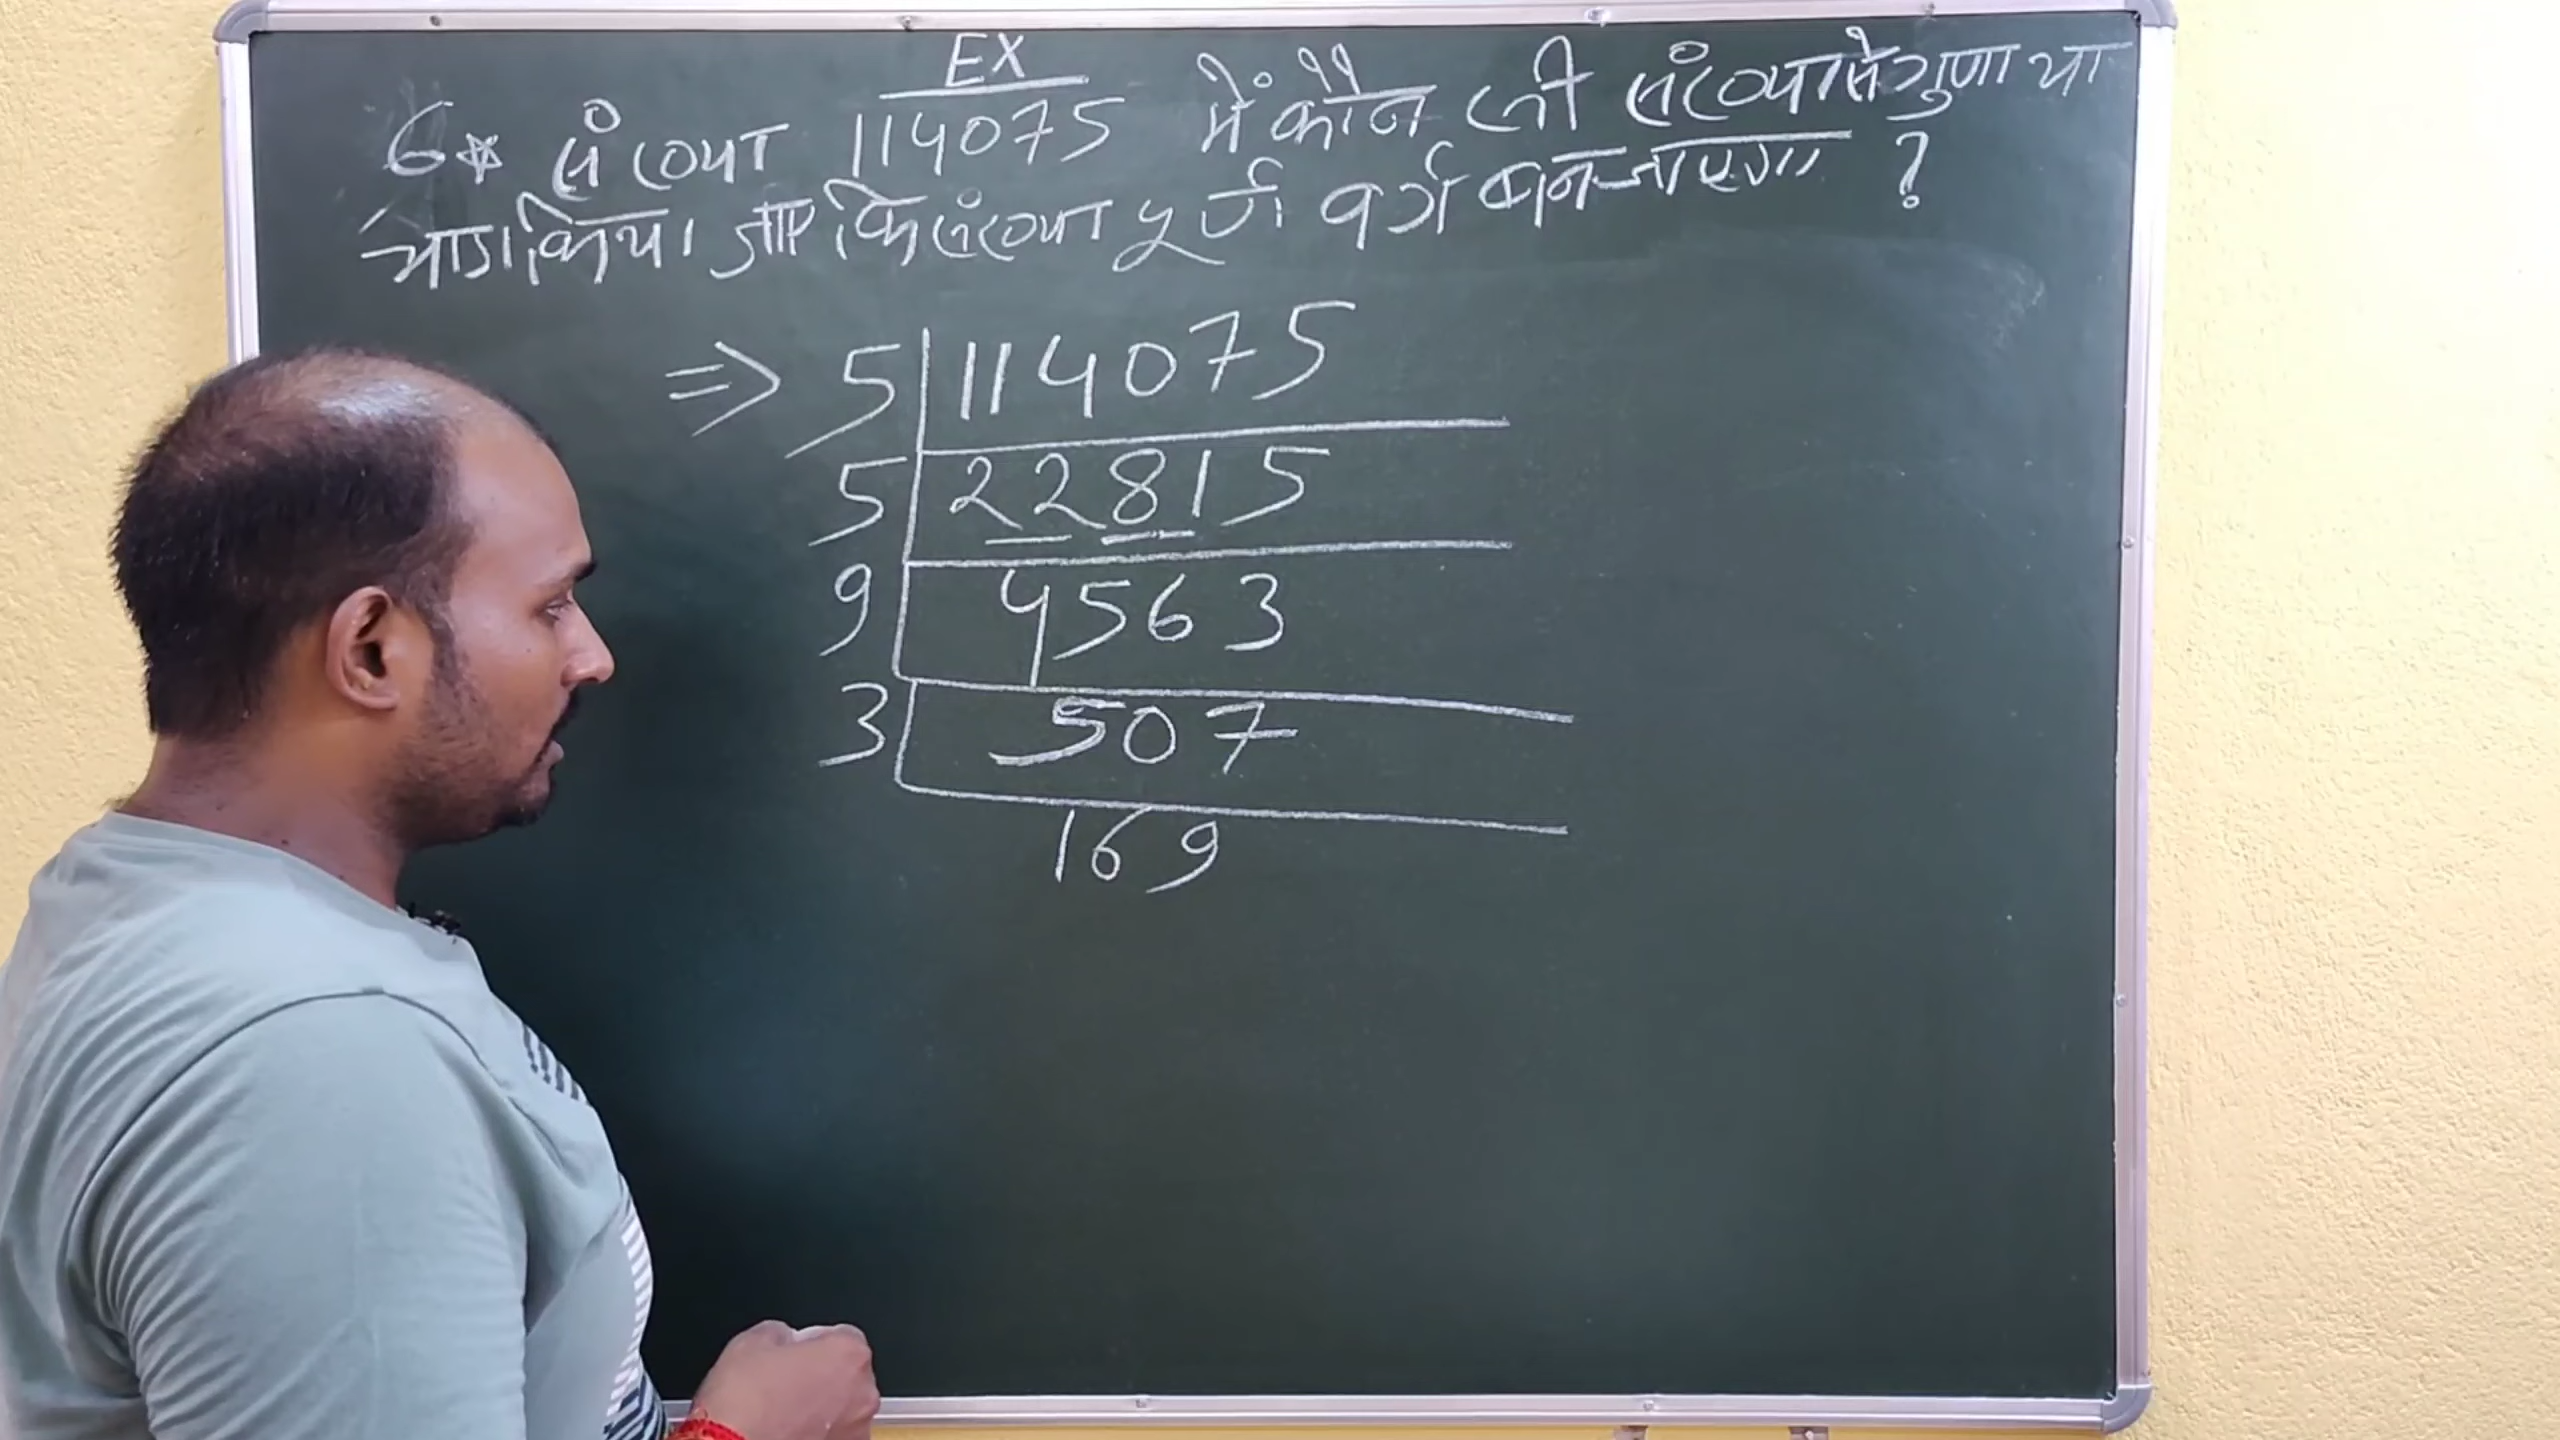 EX
6* संख्या 114075 में कौन सी संख्या से गुणा या
भाग किया जाए कि संख्या पूर्ण वर्ग बन जाएगा ?
⇒ 5 | 114075
5 | 22815
9 | 4563
3 | 507
169